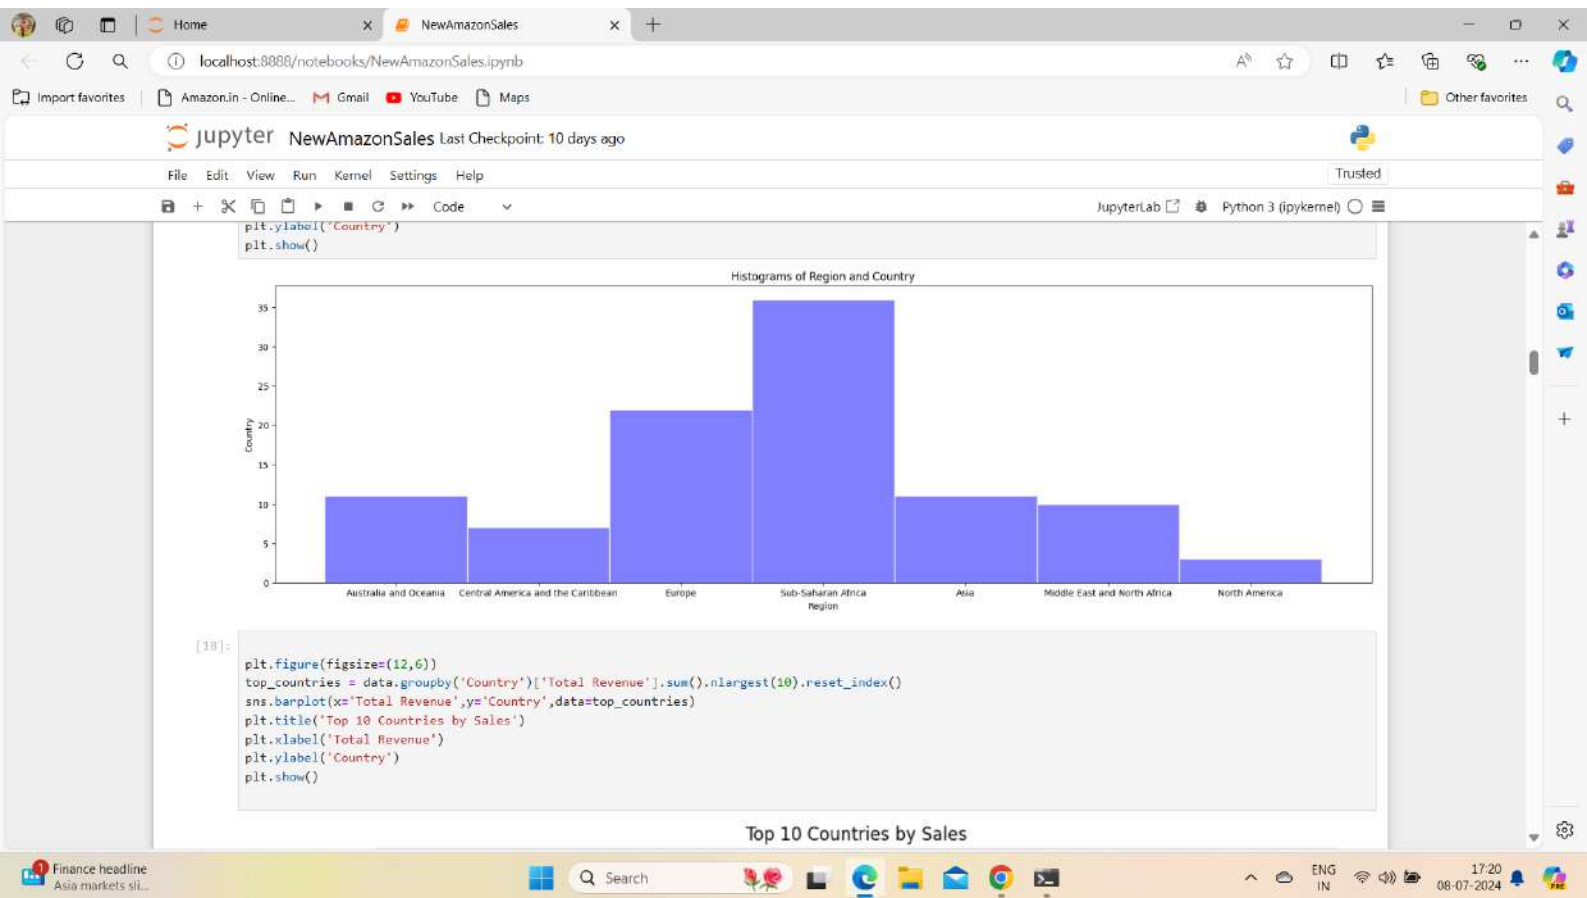 Home
NewAmazonSales
localhost:8888/notebooks/NewAmazonSales.ipynb
Import favorites
Amazon.in - Online...
Gmail
YouTube
Maps
Other favorites
jupyter NewAmazonSales Last Checkpoint: 10 days ago
File Edit View Run Kernel Settings Help
Trusted
Code
JupyterLab
Python 3 (ipykernel)
plt.ylabel('Country')
plt.show()
Histograms of Region and Country
35
30
25
20
15
10
5
0
Country
Australia and Oceania Central America and the Caribbean Europe Sub-Saharan Africa Asia Middle East and North Africa North America
Region
[18]:
plt.figure(figsize=(12,6))
top_countries = data.groupby('Country')['Total Revenue'].sum().nlargest(10).reset_index()
sns.barplot(x='Total Revenue',y='Country',data=top_countries)
plt.title('Top 10 Countries by Sales')
plt.xlabel('Total Revenue')
plt.ylabel('Country')
plt.show()
Top 10 Countries by Sales
1
Finance headline
Asia markets sli...
Search
ENG
IN
17:20
08-07-2024
PRE